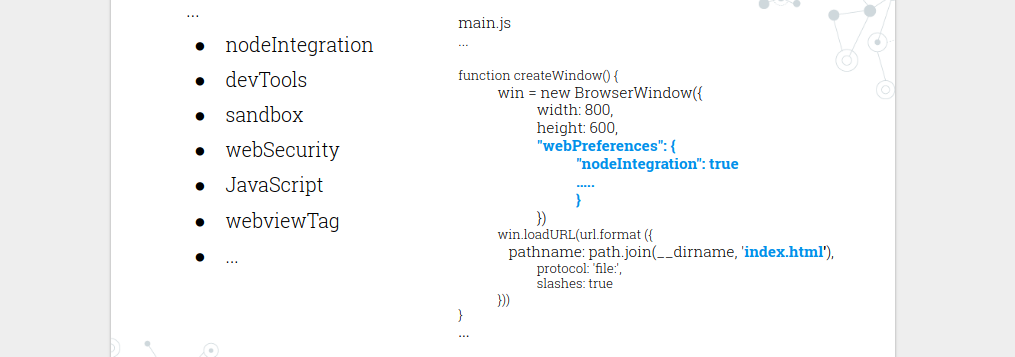 ...
● nodeIntegration
● devTools
● sandbox
● webSecurity
● JavaScript
● webviewTag
● ...
main.js
...
function createWindow() {
win = new BrowserWindow({
width: 800,
height: 600,
"webPreferences": {
"nodeIntegration": true
.....
}
})
win.loadURL(url.format ({
pathname: path.join(__dirname, 'index.html'),
protocol: 'file:',
slashes: true
}))
}
...